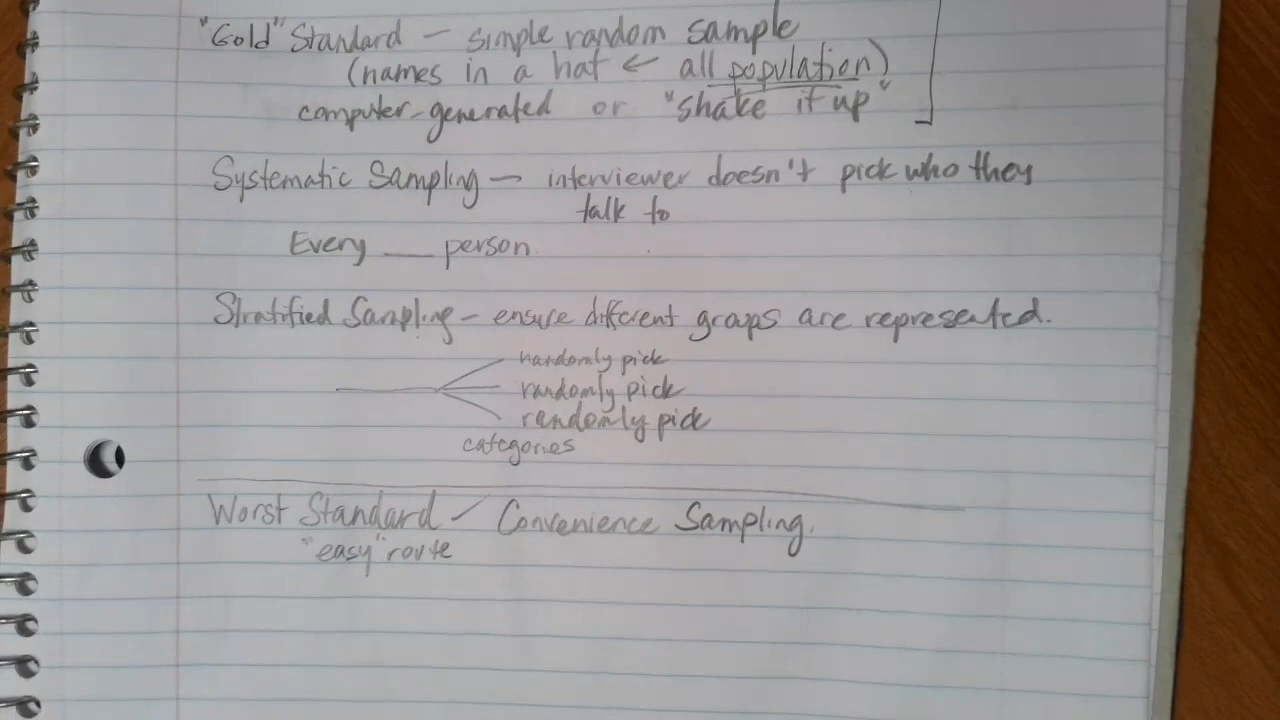 "Gold" Standard – simple random sample
(names in a hat ← all population)
computer-generated or "shake it up"
Systematic Sampling – interviewer doesn't pick who they
talk to
Every ___ person.
Stratified Sampling – ensure different groups are represented.
randomly pick
randomly pick
randomly pick
categories
Worst Standard – Convenience Sampling.
"easy" route